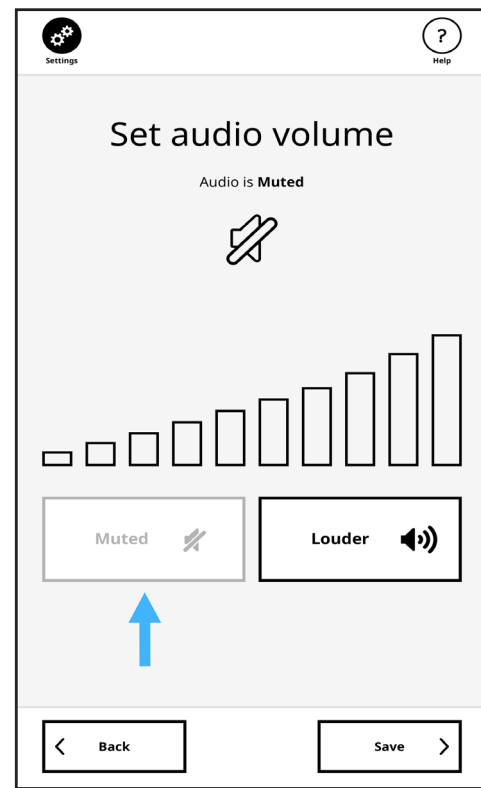 Settings
?
Help
Set audio volume
Audio is Muted
Muted
Louder
Back
Save